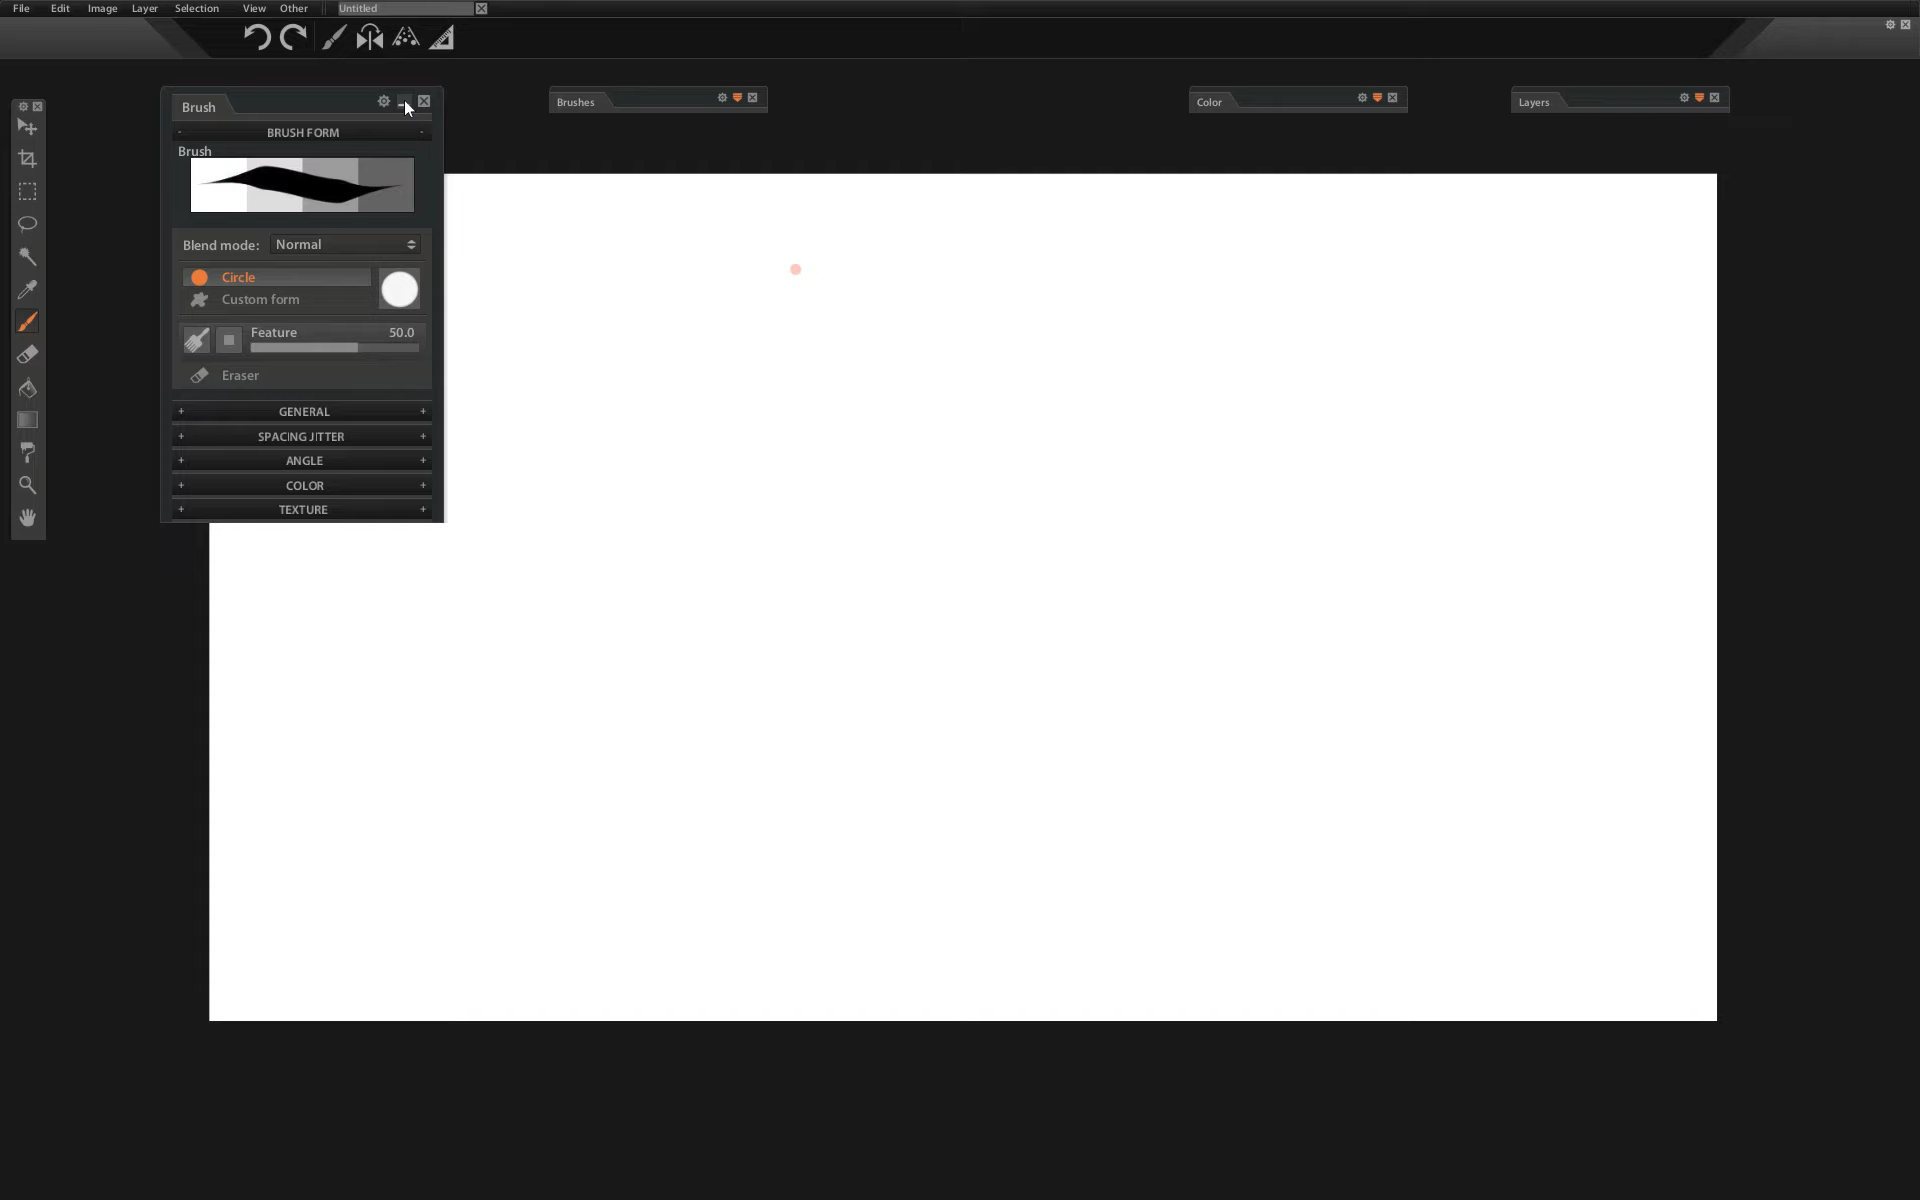 File Edit Image Layer Selection View Other Untitled
Brush
Brushes
Color
Layers
- BRUSH FORM -
Brush
Blend mode: Normal
Circle
Custom form
Feature 50.0
Eraser
+ GENERAL +
+ SPACING JITTER +
+ ANGLE +
+ COLOR +
+ TEXTURE +